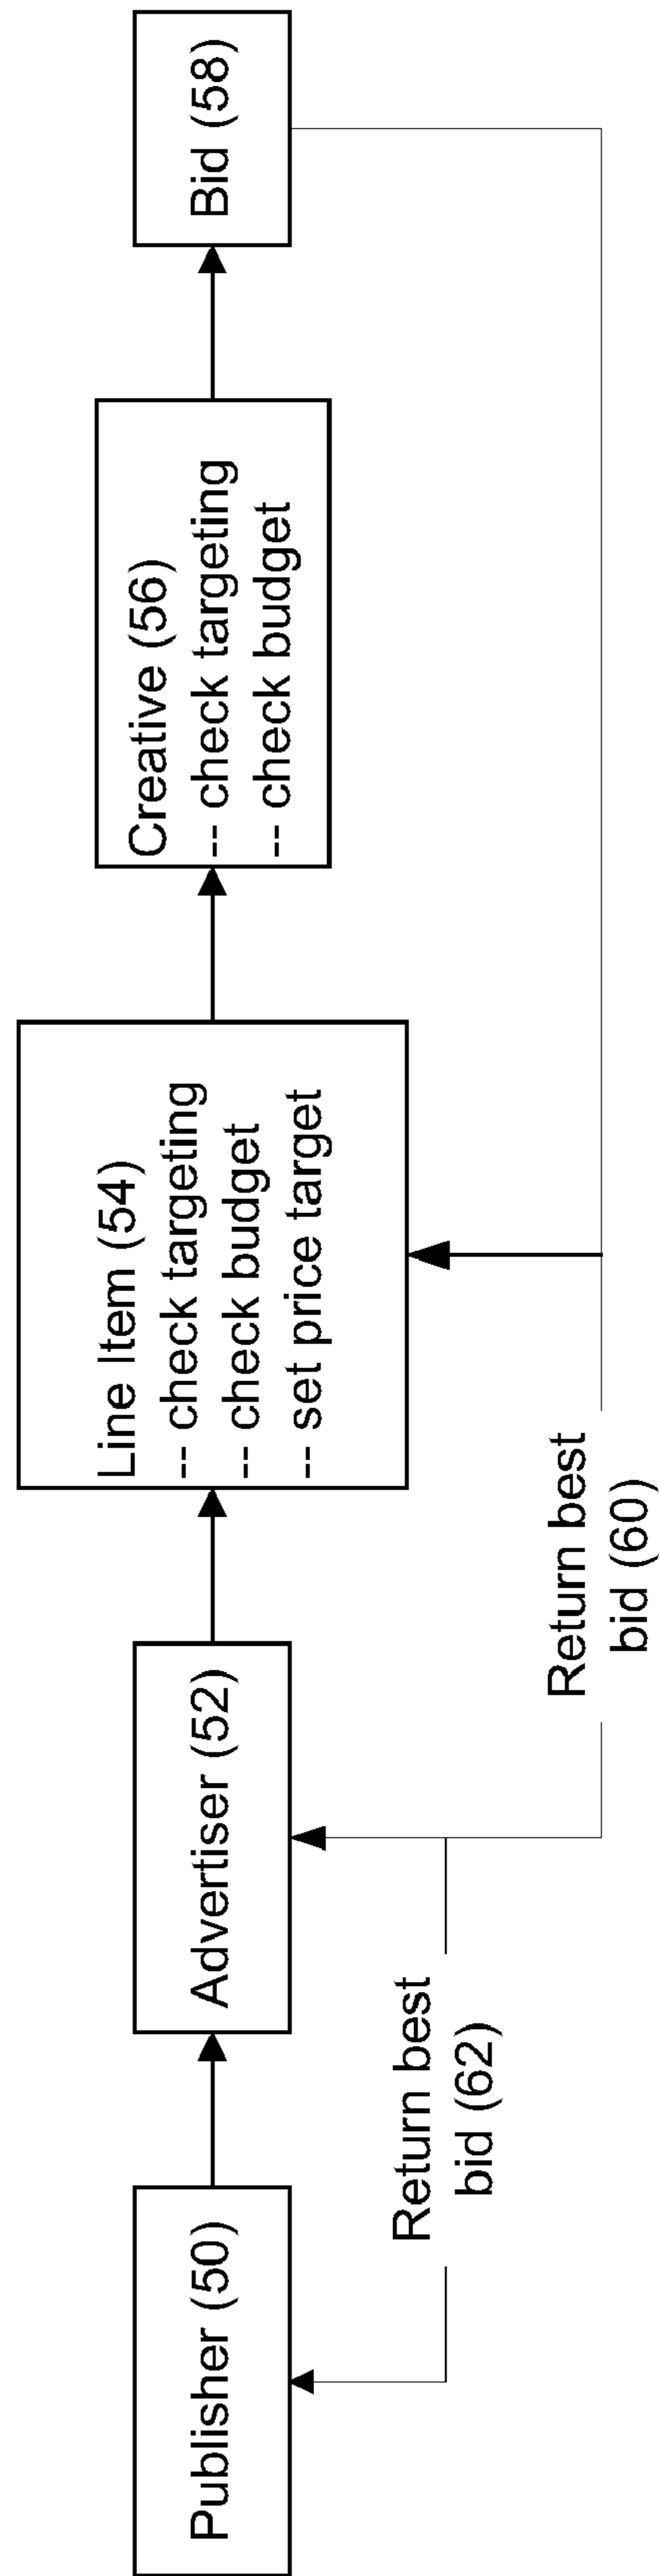 Publisher (50)
Advertiser (52)
Line Item (54)
-- check targeting
-- check budget
-- set price target
Creative (56)
-- check targeting
-- check budget
Bid (58)
Return best
bid (62)
Return best
bid (60)